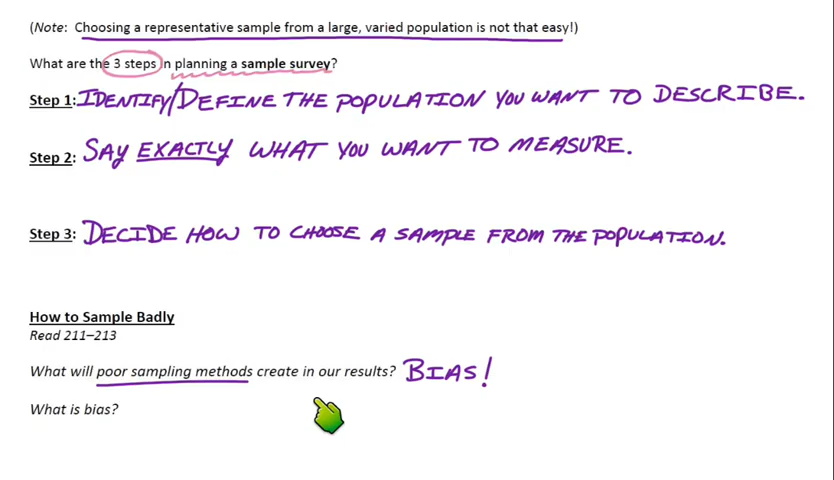 (Note: Choosing a representative sample from a large, varied population is not that easy!)
What are the 3 steps in planning a sample survey?
Step 1: IDENTIFY/DEFINE THE POPULATION YOU WANT TO DESCRIBE.
Step 2: SAY EXACTLY WHAT YOU WANT TO MEASURE.
Step 3: DECIDE HOW TO CHOOSE A SAMPLE FROM THE POPULATION.
How to Sample Badly
Read 211–213
What will poor sampling methods create in our results? BIAS!
What is bias?